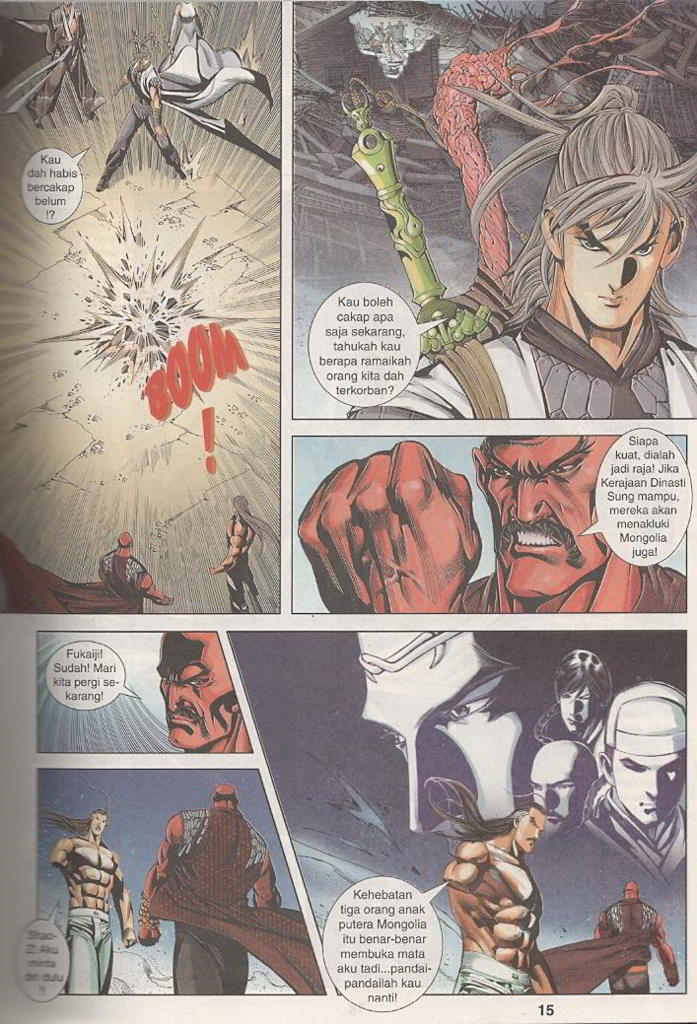 Kau
dah habis
bercakap
belum
!?
BOOM
!
Kau boleh
cakap apa
saja sekarang,
tahukah kau
berapa ramaikah
orang kita dah
terkorban?
Siapa
kuat, dialah
jadi raja! Jika
Kerajaan Dinasti
Sung mampu,
mereka akan
menakluki
Mongolia
juga!
Fukaiji!
Sudah! Mari
kita pergi se-
karang!
Shao-
Zi Aku
minta
diri dulu
!!
Kehebatan
tiga orang anak
putera Mongolia
itu benar-benar
membuka mata
aku tadi...pandai-
pandailah kau
nanti!
15